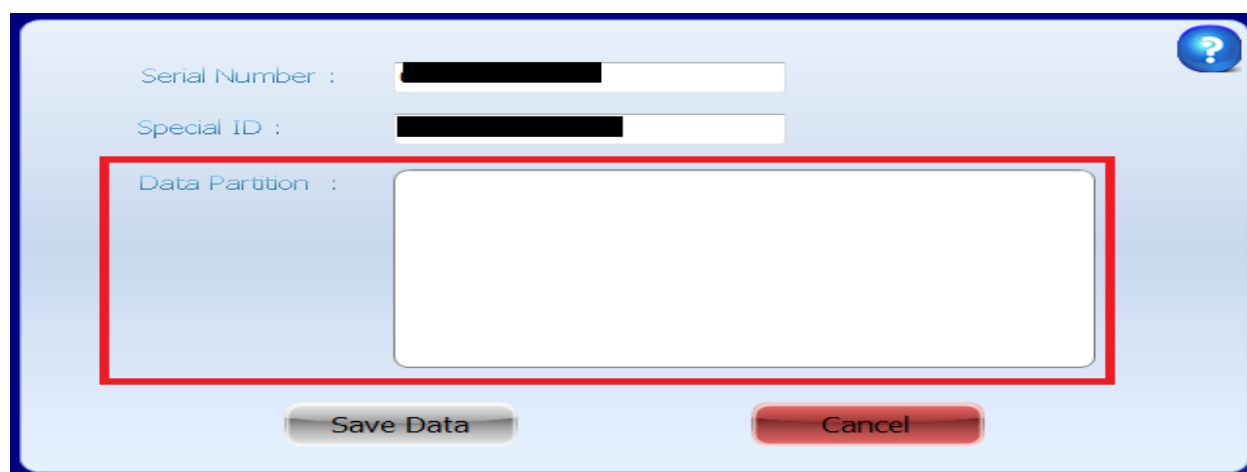 ?
Serial Number :
Special ID :
Data Partition :
Save Data
Cancel